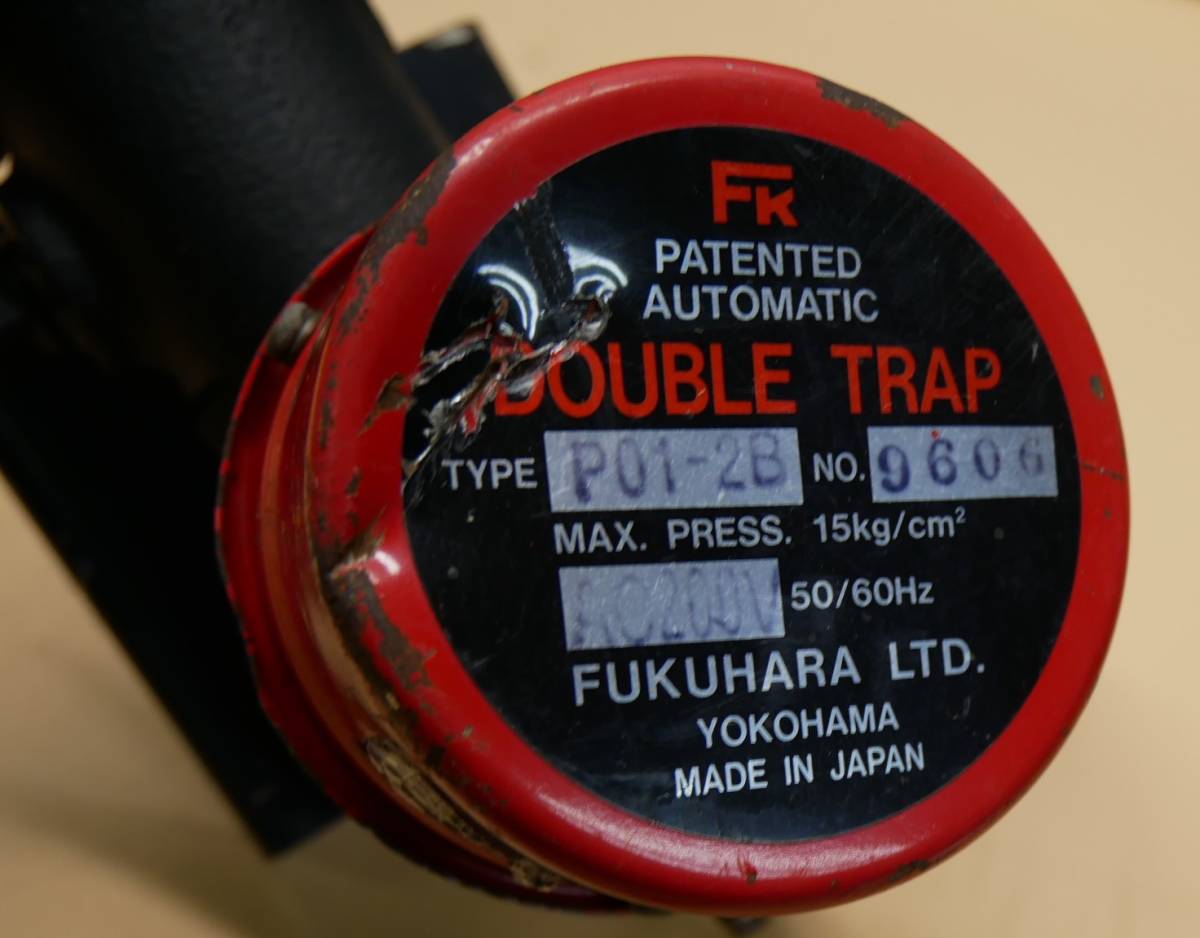 FK
PATENTED
AUTOMATIC
DOUBLE TRAP
TYPE P01-2B NO. 9606
MAX. PRESS. 15kg/cm²
AC200V 50/60Hz
FUKUHARA LTD.
YOKOHAMA
MADE IN JAPAN